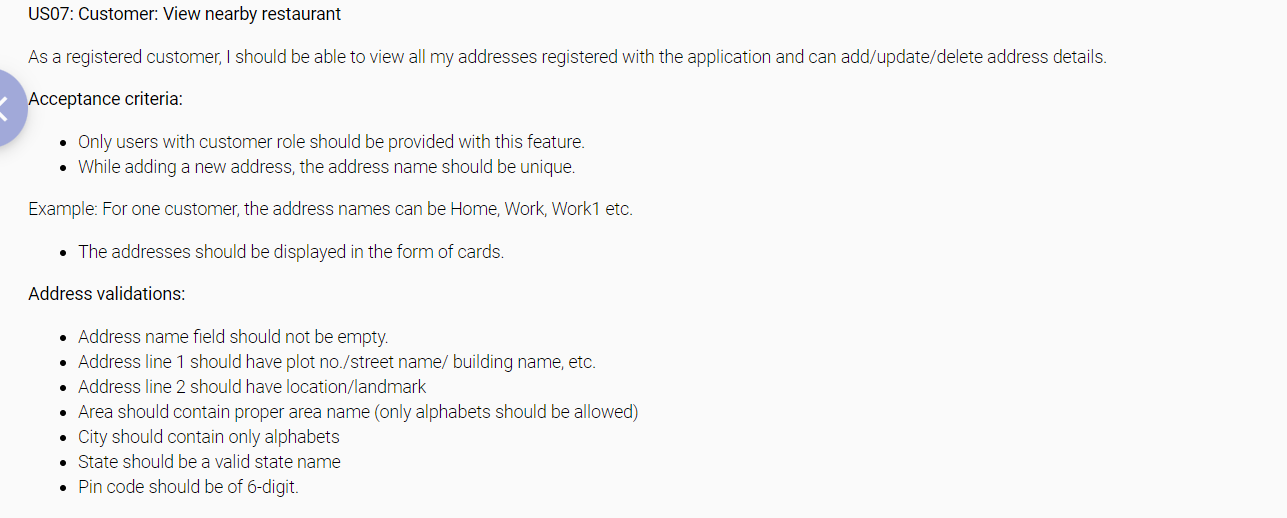 US07: Customer: View nearby restaurant
As a registered customer, I should be able to view all my addresses registered with the application and can add/update/delete address details.
Acceptance criteria:
• Only users with customer role should be provided with this feature.
• While adding a new address, the address name should be unique.
Example: For one customer, the address names can be Home, Work, Work1 etc.
• The addresses should be displayed in the form of cards.
Address validations:
• Address name field should not be empty.
• Address line 1 should have plot no./street name/ building name, etc.
• Address line 2 should have location/landmark
• Area should contain proper area name (only alphabets should be allowed)
• City should contain only alphabets
• State should be a valid state name
• Pin code should be of 6-digit.